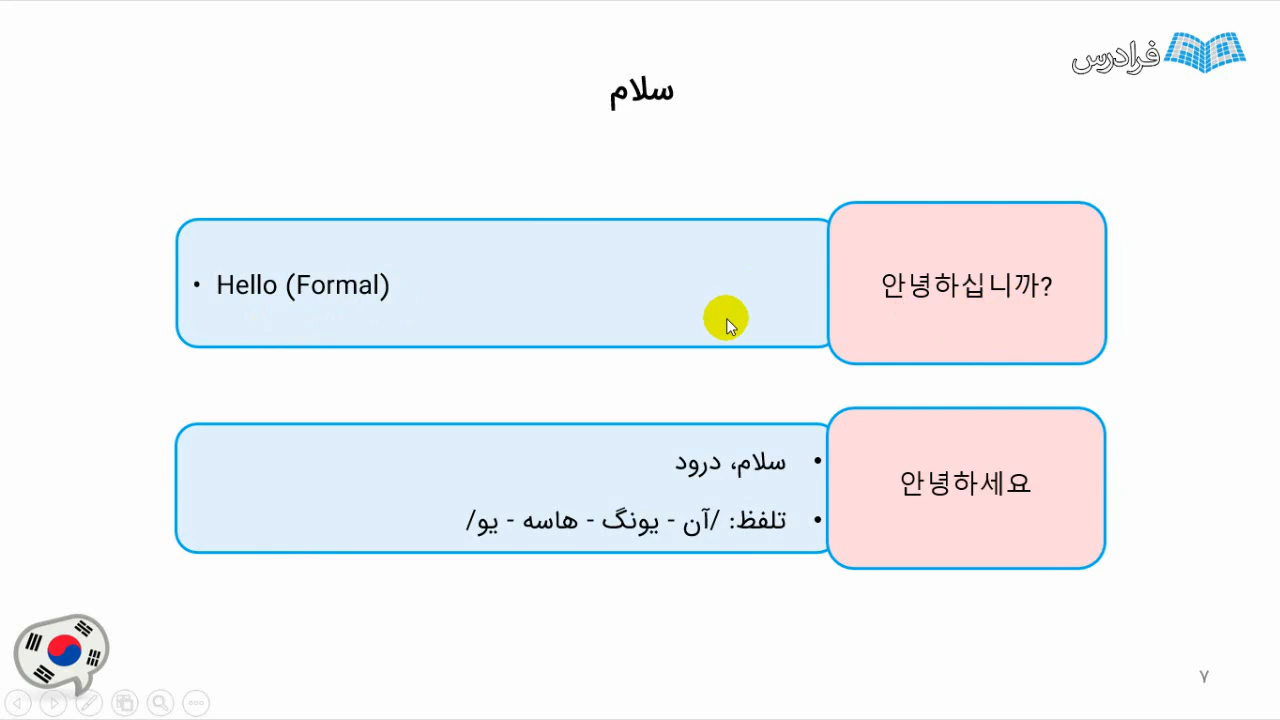 فرادرس
سلام
안녕하십니까?
• Hello (Formal)
안녕하세요
• سلام، درود
• تلفظ: /آن - یونگ - هاسه - یو/
۷